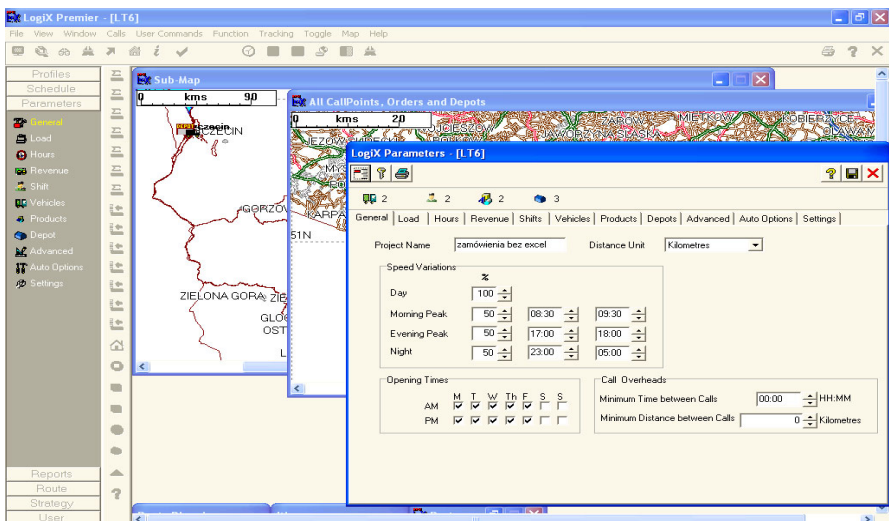 LogiX Premier - [LT6]
File View Window Calls User Commands Function Tracking Toggle Map Help
Profiles
Schedule
Parameters
General
Load
Hours
Revenue
Shift
Vehicles
Products
Depot
Advanced
Auto Options
Settings
Reports
Route
Strategy
User
Sub-Map
0 kms 90
ZIELONA GORA
All CallPoints, Orders and Depots
0 kms 20
51N
LogiX Parameters - [LT6]
2 2 2 3
General Load Hours Revenue Shifts Vehicles Products Depots Advanced Auto Options Settings
Project Name zamówienia bez excel Distance Unit Kilometres
Speed Variations
%
Day 100
Morning Peak 50 08:30 09:30
Evening Peak 50 17:00 18:00
Night 50 23:00 05:00
Opening Times
M T W Th F S S
AM
PM
Call Overheads
Minimum Time between Calls 00:00 HH:MM
Minimum Distance between Calls 0 Kilometres